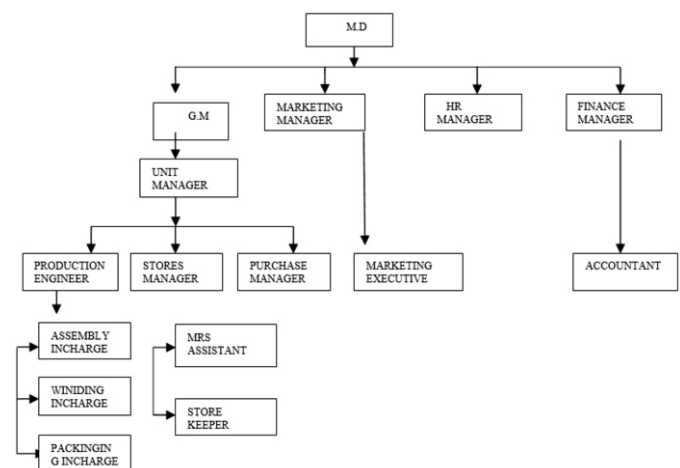 M.D
G.M
MARKETING
MANAGER
HR
MANAGER
FINANCE
MANAGER
UNIT
MANAGER
PRODUCTION
ENGINEER
STORES
MANAGER
PURCHASE
MANAGER
MARKETING
EXECUTIVE
ACCOUNTANT
ASSEMBLY
INCHARGE
MRS
ASSISTANT
WINIDING
INCHARGE
STORE
KEEPER
PACKINGIN
G INCHARGE